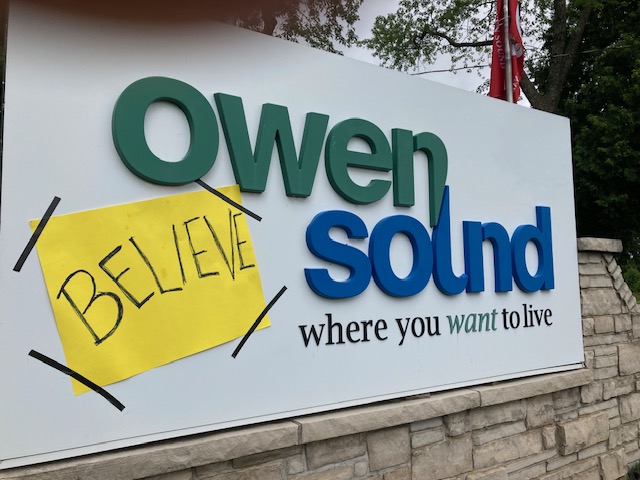 owen
sound
where you want to live
BELIEVE